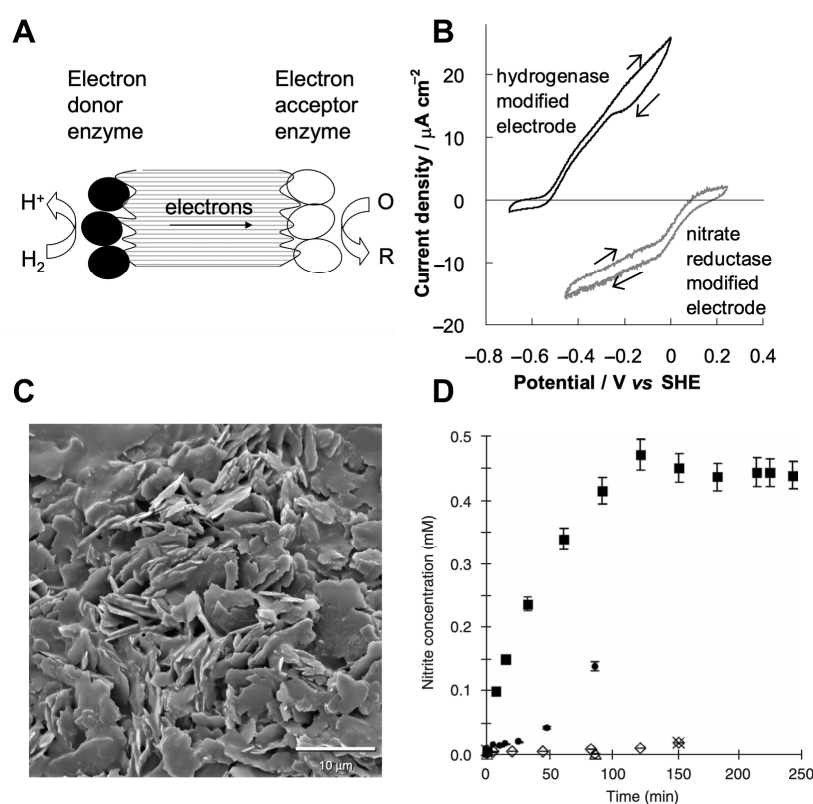 A
Electron
donor
enzyme
Electron
acceptor
enzyme
H+
H2
electrons
O
R
B
Current density / μA cm−2
20
10
0
−10
−20
hydrogenase
modified
electrode
nitrate
reductase
modified
electrode
−0.8 −0.6 −0.4 −0.2 0 0.2 0.4
Potential / V vs SHE
C
10 μm
D
Nitrite concentration (mM)
0.5
0.4
0.3
0.2
0.1
0.0
0 50 100 150 200 250
Time (min)